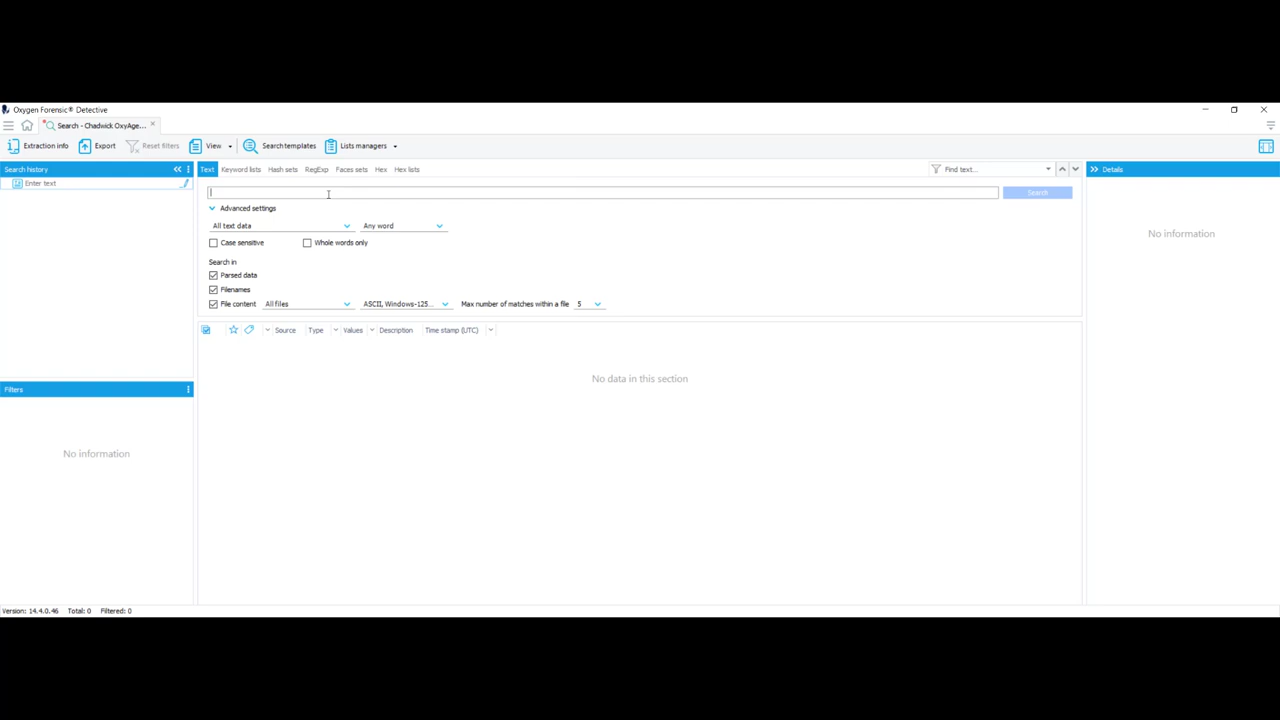 Oxygen Forensic® Detective
Search - Chadwick OxyAge...
Extraction info Export Reset filters View Search templates Lists managers
Search history
Enter text
Text Keyword lists Hash sets RegExp Faces sets Hex Hex lists Find text...
Search
Advanced settings
All text data Any word
Case sensitive Whole words only
Search in
Parsed data
Filenames
File content All files ASCII, Windows-125... Max number of matches within a file 5
Source Type Values Description Time stamp (UTC)
No data in this section
Filters
No information
Details
No information
Version: 14.4.0.46 Total: 0 Filtered: 0